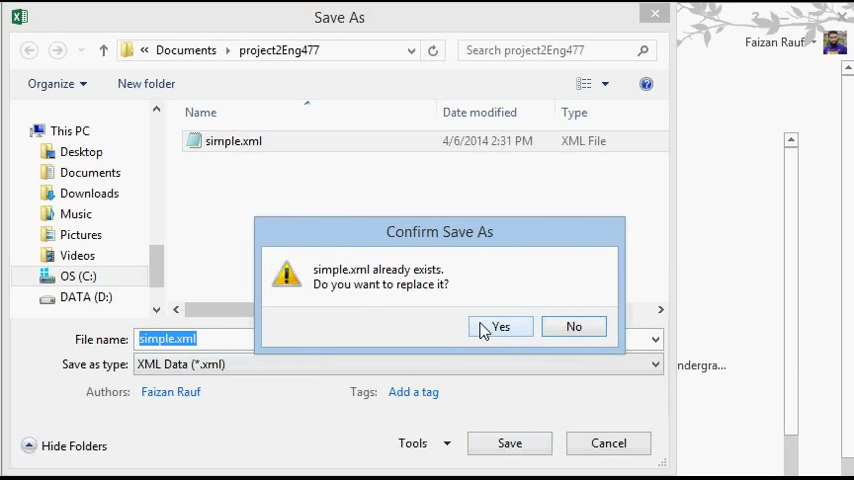 Save As
Faizan Rauf
« Documents project2Eng477
Search project2Eng477
Organize
New folder
Name
Date modified
Type
This PC
simple.xml
4/6/2014 2:31 PM
XML File
Desktop
Documents
Downloads
Music
Pictures
Videos
OS (C:)
DATA (D:)
Confirm Save As
simple.xml already exists.
Do you want to replace it?
Yes
No
File name:
simple.xml
Save as type:
XML Data (*.xml)
ndergra...
Authors:
Faizan Rauf
Tags:
Add a tag
Hide Folders
Tools
Save
Cancel